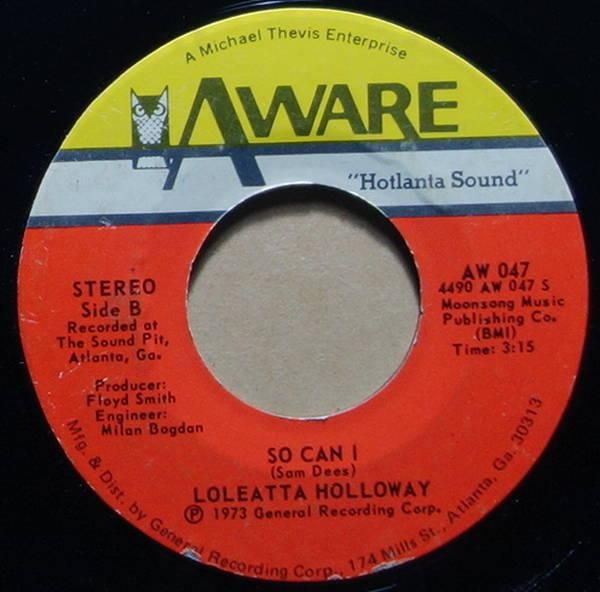 A Michael Thevis Enterprise
AWARE
"Hotlanta Sound"
STEREO
Side B
Recorded at
The Sound Pit,
Atlanta, Ga.
Producer:
Floyd Smith
Engineer:
Milan Bogdan
AW 047
4490 AW 047 S
Moonsong Music
Publishing Co.
(BMI)
Time: 3:15
SO CAN I
(Sam Dees)
LOLEATTA HOLLOWAY
℗ 1973 General Recording Corp.
Mfg. & Dist. by General Recording Corp., 174 Mills St., Atlanta, Ga. 30313